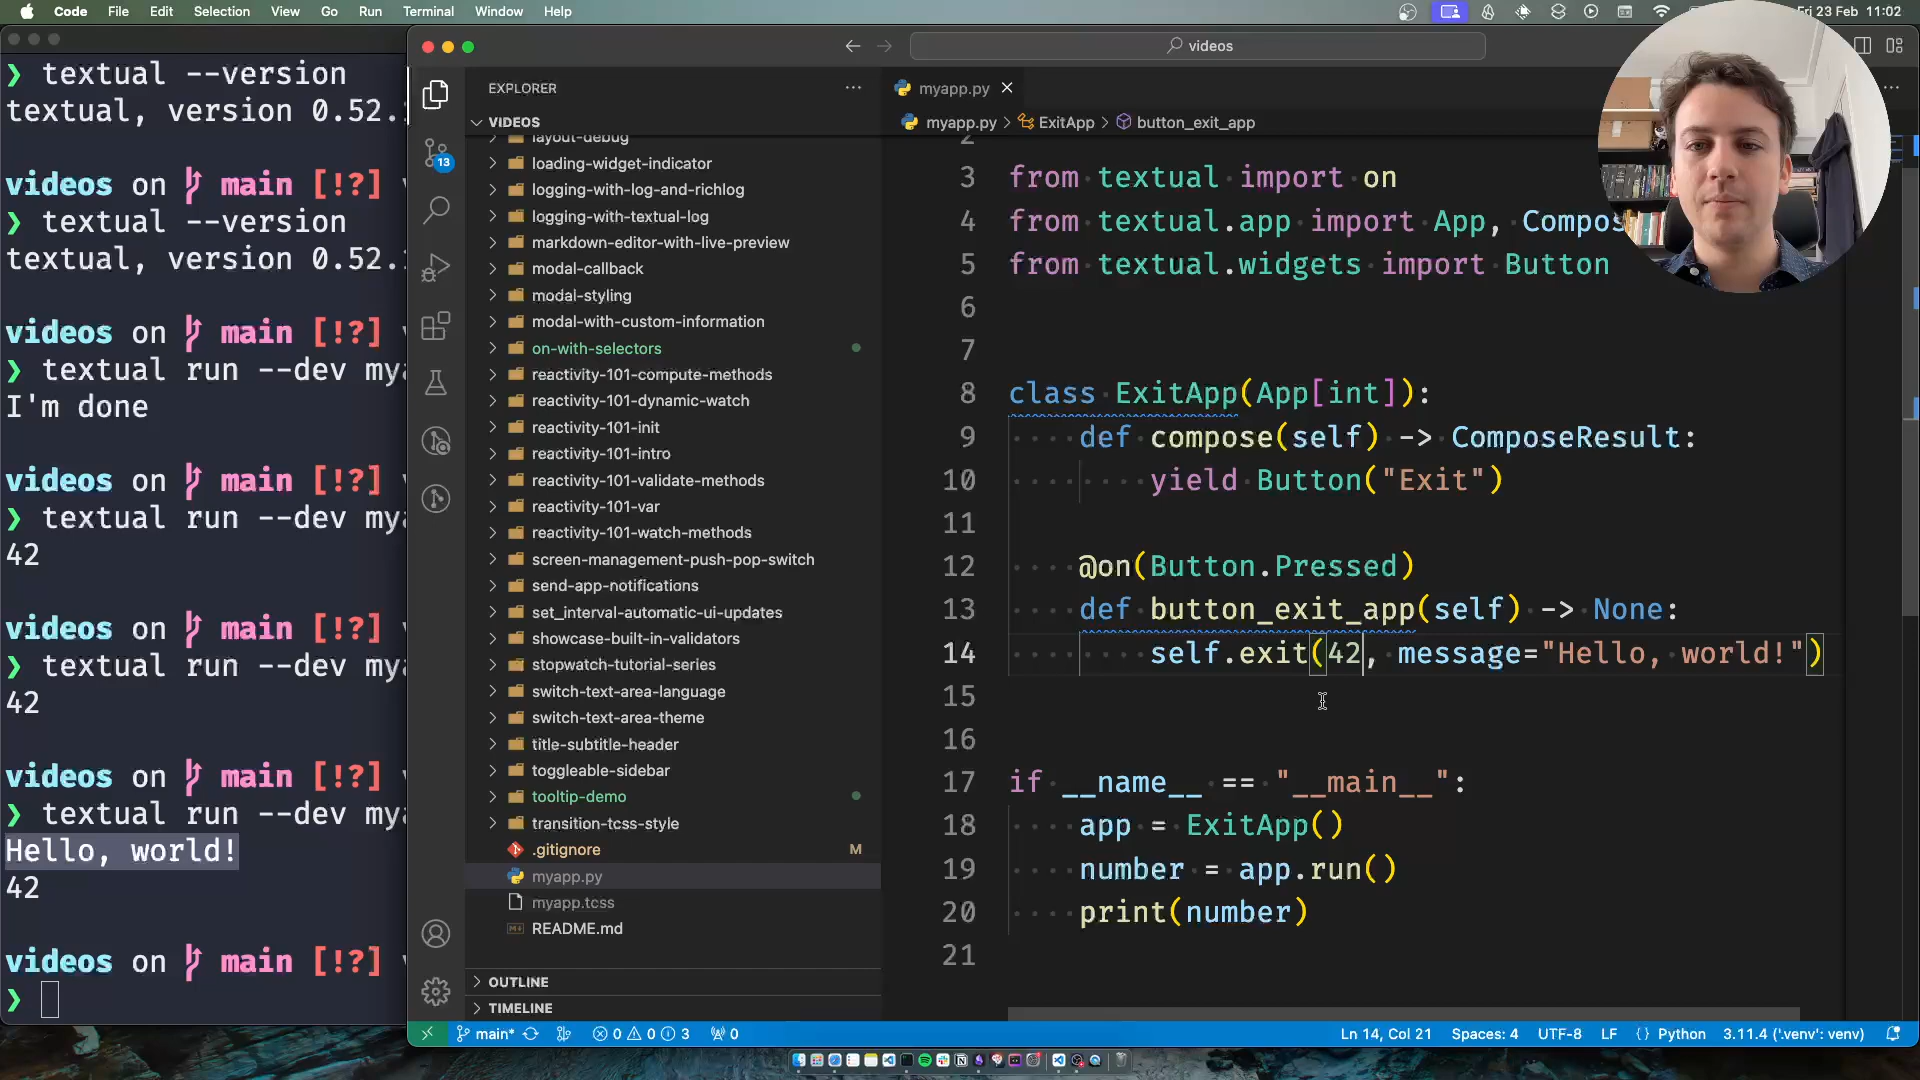 Code File Edit Selection View Go Run Terminal Window Help
Fri 23 Feb 11:02
❯ textual --version
textual, version 0.52.
videos on main [!?]
❯ textual --version
textual, version 0.52.
videos on main [!?]
❯ textual run --dev mya
I'm done
videos on main [!?]
❯ textual run --dev mya
42
videos on main [!?]
❯ textual run --dev mya
42
videos on main [!?]
❯ textual run --dev mya
Hello, world!
42
videos on main [!?]
❯
videos
EXPLORER
VIDEOS
13
layout-debug
loading-widget-indicator
logging-with-log-and-richlog
logging-with-textual-log
markdown-editor-with-live-preview
modal-callback
modal-styling
modal-with-custom-information
on-with-selectors
reactivity-101-compute-methods
reactivity-101-dynamic-watch
reactivity-101-init
reactivity-101-intro
reactivity-101-validate-methods
reactivity-101-var
reactivity-101-watch-methods
screen-management-push-pop-switch
send-app-notifications
set_interval-automatic-ui-updates
showcase-built-in-validators
stopwatch-tutorial-series
switch-text-area-language
switch-text-area-theme
title-subtitle-header
toggleable-sidebar
tooltip-demo
transition-tcss-style
.gitignore M
myapp.py
myapp.tcss
README.md
OUTLINE
TIMELINE
myapp.py
myapp.py > ExitApp > button_exit_app
2
3 from textual import on
4 from textual.app import App, Compos
5 from textual.widgets import Button
6
7
8 class ExitApp(App[int]):
9 def compose(self) -> ComposeResult:
10 yield Button("Exit")
11
12 @on(Button.Pressed)
13 def button_exit_app(self) -> None:
14 self.exit(42, message="Hello, world!")
15
16
17 if __name__ == "__main__":
18 app = ExitApp()
19 number = app.run()
20 print(number)
21
main* 0 0 3 0
Ln 14, Col 21 Spaces: 4 UTF-8 LF Python 3.11.4 ('.venv': venv)